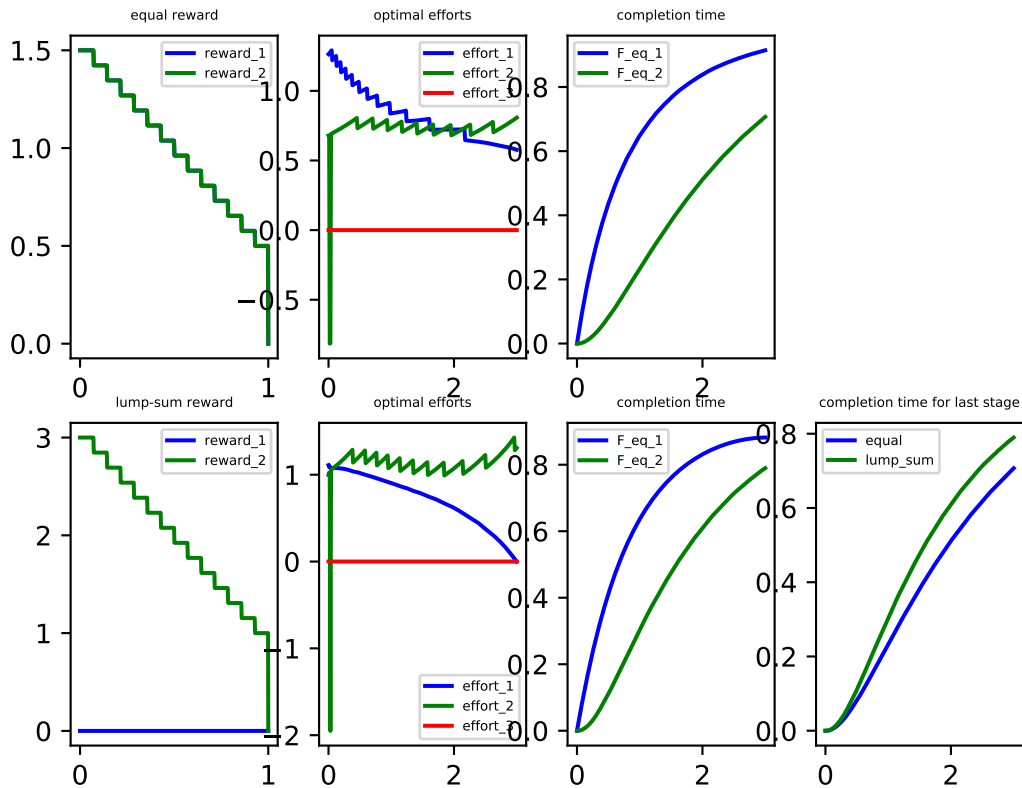 equal reward
optimal efforts
completion time
1.5
1.0
0.5
0.0
0
1
reward_1
reward_2
1.0
0.5
0.0
−0.5
0
2
effort_1
effort_2
effort_3
0.8
0.6
0.4
0.2
0.0
0
2
F_eq_1
F_eq_2
lump-sum reward
optimal efforts
completion time
completion time for last stage
3
2
1
0
0
1
reward_1
reward_2
1
0
−1
−2
0
2
effort_1
effort_2
effort_3
0.8
0.6
0.4
0.2
0.0
0
2
F_eq_1
F_eq_2
0.8
0.6
0.4
0.2
0.0
0
2
equal
lump_sum